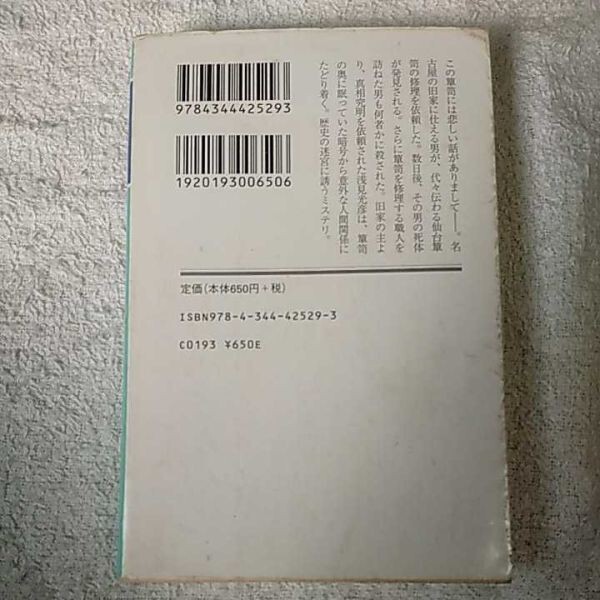 9784344425293
1920193006506
この簞笥には悲しい話がありまして――。名
古屋の旧家に仕える男が、代々伝わる仙台簞
笥の修理を依頼した。数日後、その男の死体
が発見される。さらに簞笥を修理する職人を
訪ねた男も何者かに殺された。旧家の主よ
り、真相究明を依頼された浅見光彦は、簞笥
の奥に眠っていた暗号から意外な人間関係に
たどり着く。歴史の迷宮に誘うミステリ。
定価(本体650円+税)
ISBN978-4-344-42529-3
C0193 ¥650E